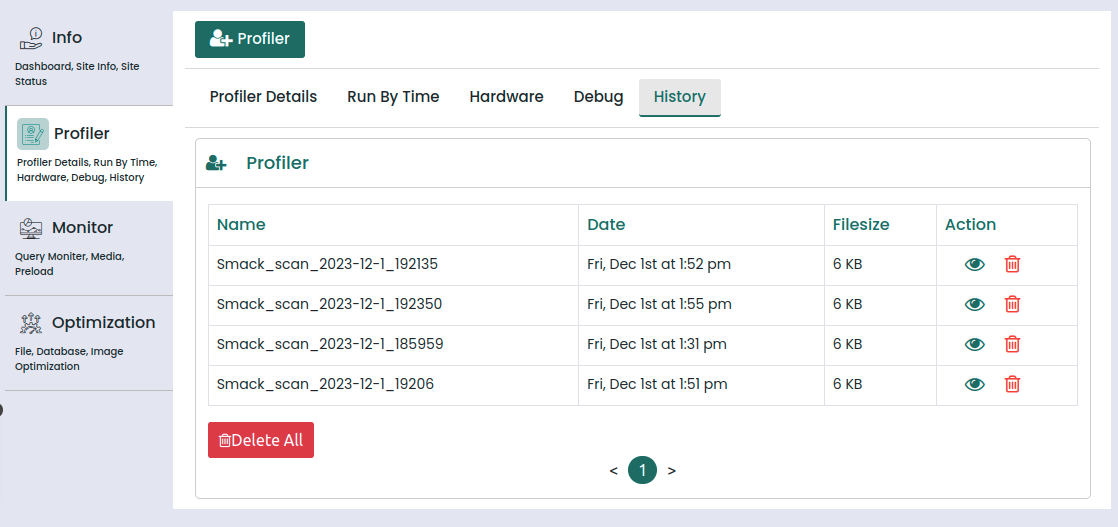 Info
Dashboard, Site Info, Site
Status
Profiler
Profiler Details, Run By Time,
Hardware, Debug, History
Monitor
Query Moniter, Media,
Preload
Optimization
File, Database, Image
Optimization
Profiler
Profiler Details Run By Time Hardware Debug History
Profiler
Name Date Filesize Action
Smack_scan_2023-12-1_192135 Fri, Dec 1st at 1:52 pm 6 KB
Smack_scan_2023-12-1_192350 Fri, Dec 1st at 1:55 pm 6 KB
Smack_scan_2023-12-1_185959 Fri, Dec 1st at 1:31 pm 6 KB
Smack_scan_2023-12-1_19206 Fri, Dec 1st at 1:51 pm 6 KB
Delete All
< 1 >